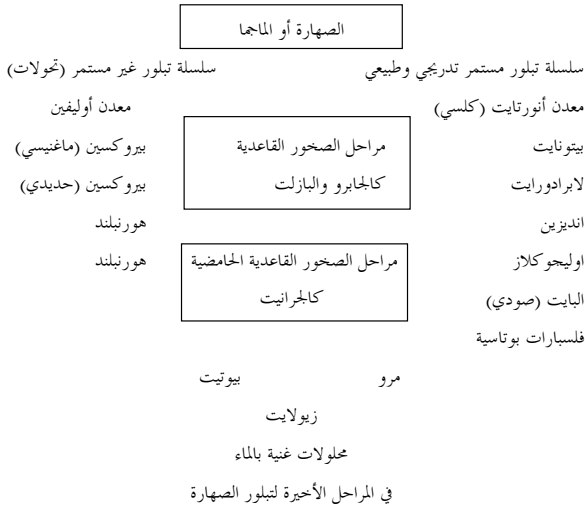 الصهارة أو الماجما
سلسلة تبلور مستمر تدريجي وطبيعي
سلسلة تبلور غير مستمر (تحولات)
معدن أنورتايت (كلسي)
معدن أوليفين
بيتونايت
مراحل الصخور القاعدية
بيروكسين (ماغنيسي)
لابرادورايت
كالجابرو والبازلت
بيروكسين (حديدي)
انديزين
هورنبلند
اوليجوكلاز
مراحل الصخور القاعدية الحامضية
هورنبلند
البايت (صودي)
كالجرانيت
فلسبارات بوتاسية
مرو
بيوتيت
زيولايت
محلولات غنية بالماء
في المراحل الأخيرة لتبلور الصهارة